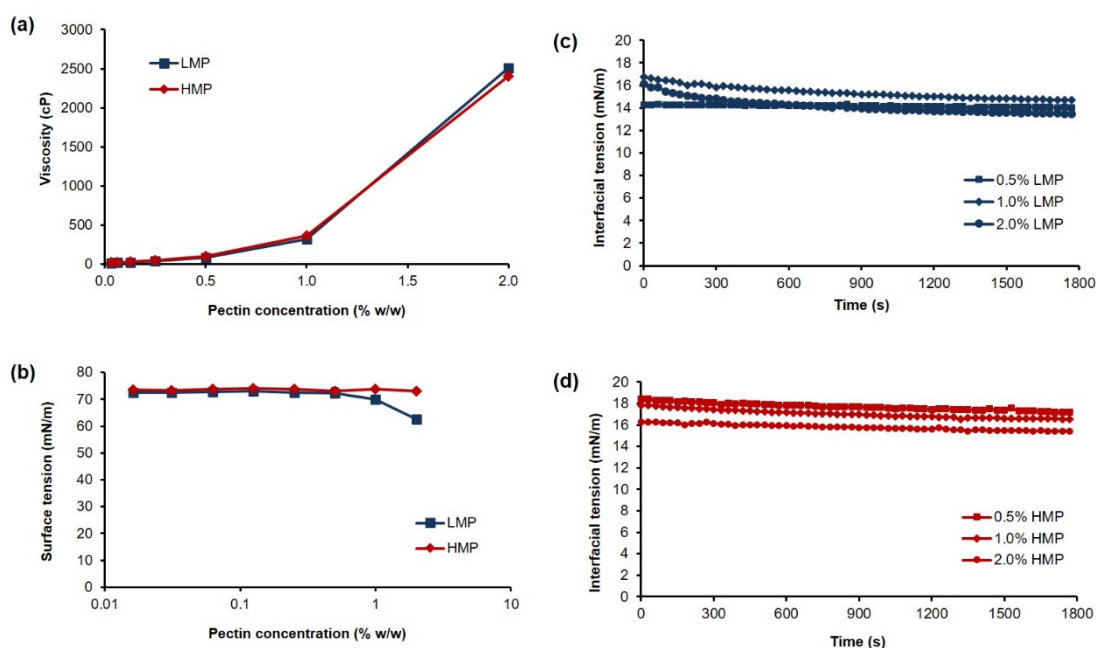 (a)
3000
2500
2000
1500
1000
500
0
Viscosity (cP)
LMP
HMP
0.0 0.5 1.0 1.5 2.0
Pectin concentration (% w/w)
(b)
80
70
60
50
40
30
20
10
0
Surface tension (mN/m)
LMP
HMP
0.01 0.1 1 10
Pectin concentration (% w/w)
(c)
20
18
16
14
12
10
8
6
4
2
0
Interfacial tension (mN/m)
0.5% LMP
1.0% LMP
2.0% LMP
0 300 600 900 1200 1500 1800
Time (s)
(d)
20
18
16
14
12
10
8
6
4
2
0
Interfacial tension (mN/m)
0.5% HMP
1.0% HMP
2.0% HMP
0 300 600 900 1200 1500 1800
Time (s)